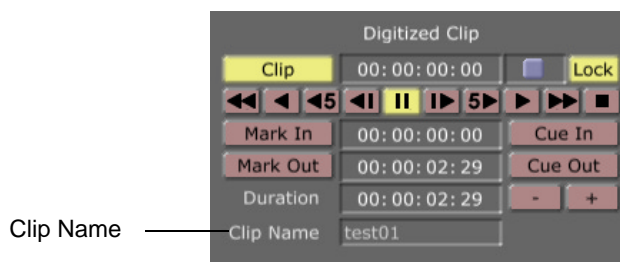 Digitized Clip
Clip 00:00:00:00 Lock
5 5
Mark In 00:00:00:00 Cue In
Mark Out 00:00:02:29 Cue Out
Duration 00:00:02:29 - +
Clip Name Clip Name test01